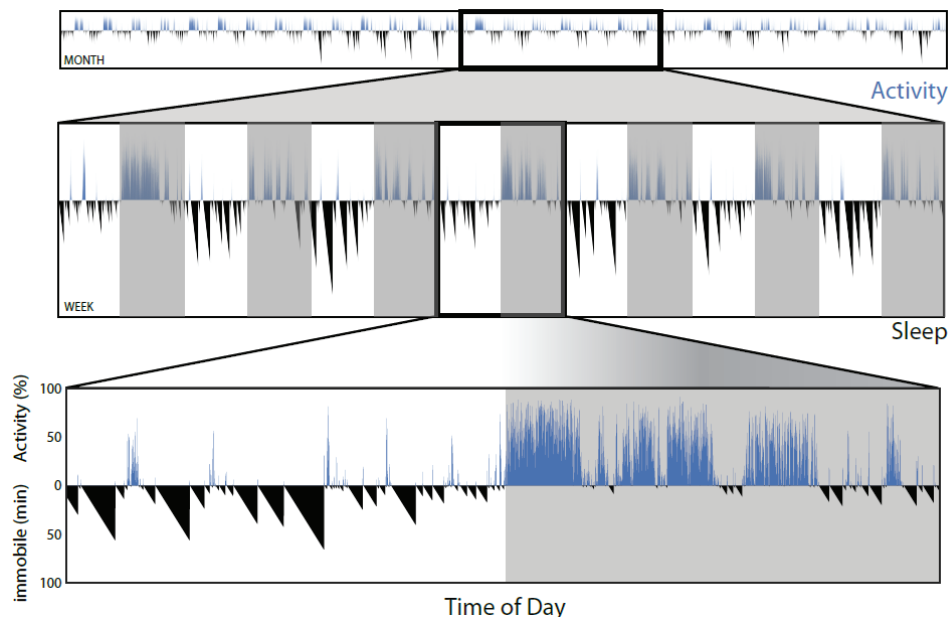 MONTH
Activity
WEEK
Sleep
Activity (%)
immobile (min)
100
50
0
50
100
Time of Day